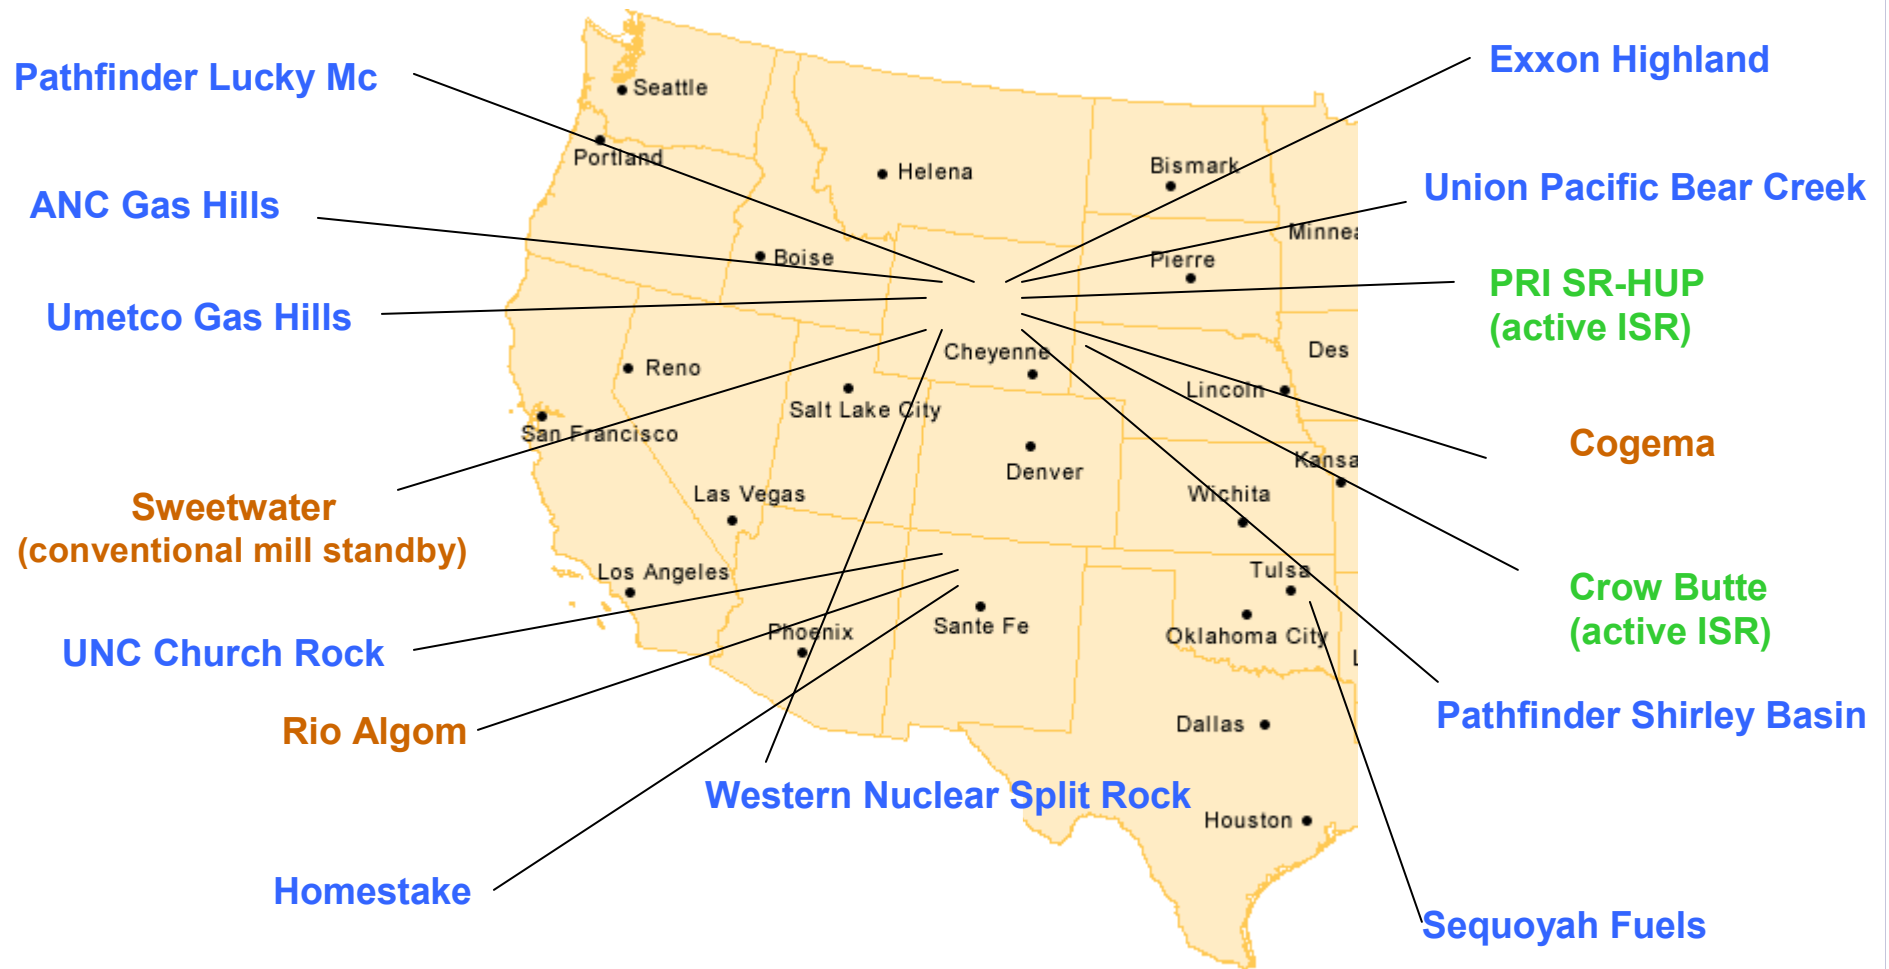 Exxon Highland
Pathfinder Lucky Mc
Seattle
Portland
Helena
Bismark
Union Pacific Bear Creek
ANC Gas Hills
Minnea
Boise
Pierre
PRI SR-HUP
(active ISR)
Umetco Gas Hills
Cheyenne
Des
Reno
Lincoln
Salt Lake City
San Francisco
Cogema
Kansa
Denver
Las Vegas
Wichita
Sweetwater
(conventional mill standby)
Los Angeles
Tulsa
Crow Butte
(active ISR)
Sante Fe
Phoenix
Oklahoma City
L
UNC Church Rock
Pathfinder Shirley Basin
Rio Algom
Dallas
Western Nuclear Split Rock
Houston
Homestake
Sequoyah Fuels